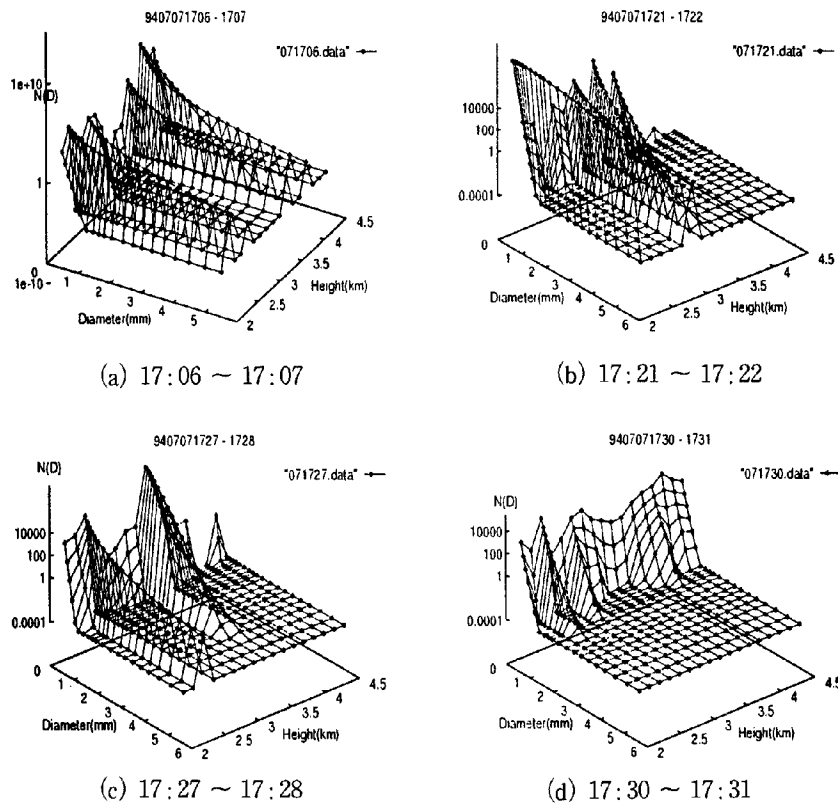 9407071706 - 1707
"071706.data"
1e+10
N(D)
1
0
1e-10
1
2
3
4
5
Diameter(mm)
2
2.5
3
3.5
4
4.5
Height(km)
(a) 17:06 ~ 17:07
9407071721 - 1722
"071721.data"
10000
100
1
0.0001
0
1
2
3
4
5
6
Diameter(mm)
2
2.5
3
3.5
4
4.5
Height(km)
(b) 17:21 ~ 17:22
9407071727 - 1728
N(D)
"071727.data"
10000
100
1
0.0001
0
1
2
3
4
5
6
Diameter(mm)
2
2.5
3
3.5
4
4.5
Height(km)
(c) 17:27 ~ 17:28
9407071730 - 1731
N(D)
"071730.data"
10000
100
1
0.0001
0
1
2
3
4
5
6
Diameter(mm)
2
2.5
3
3.5
4
4.5
Height(km)
(d) 17:30 ~ 17:31